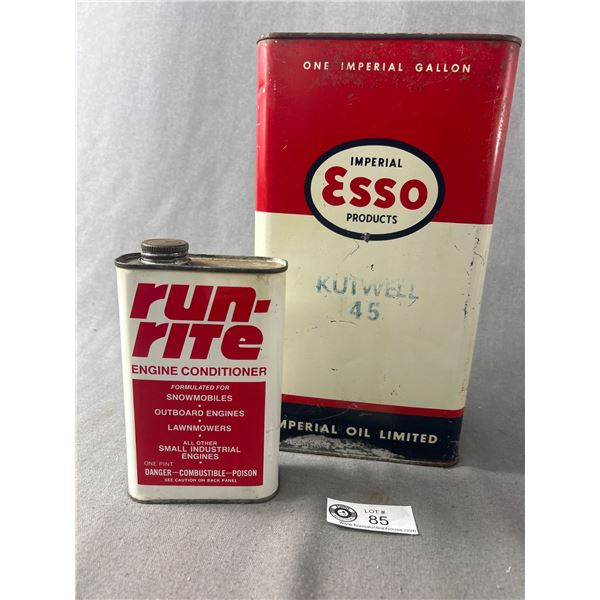 ONE IMPERIAL GALLON
IMPERIAL
Esso
PRODUCTS
KUTWELL
45
IMPERIAL OIL LIMITED
run-
rite
ENGINE CONDITIONER
FORMULATED FOR
SNOWMOBILES
•
OUTBOARD ENGINES
•
LAWNMOWERS
•
ALL OTHER
SMALL INDUSTRIAL
ENGINES
•
ONE PINT
DANGER—COMBUSTIBLE—POISON
SEE CAUTION ON BACK PANEL
LOT #
85